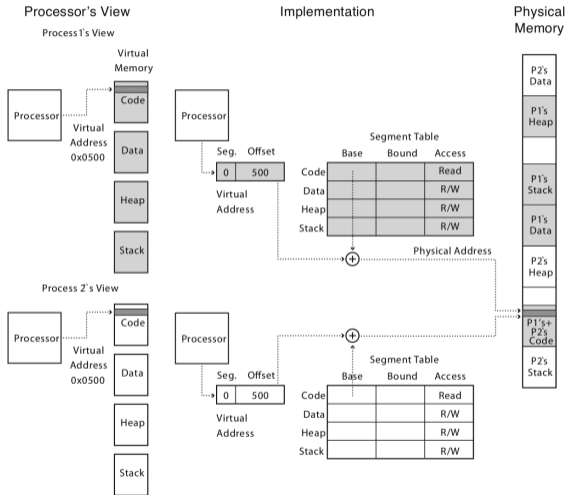 Processor's View
Implementation
Physical
Memory
Process1's View
Virtual
Memory
Processor
Code
Virtual
Address
0x0500
Data
Heap
Stack
Processor
Seg. Offset
0 500
Virtual
Address
Segment Table
Base Bound Access
Code Read
Data R/W
Heap R/W
Stack R/W
Physical Address
P2's
Data
P1's
Heap
P1's
Stack
P1's
Data
P2's
Heap
P1's+
P2's
Code
P2's
Stack
Process 2's View
Processor
Code
Virtual
Address
0x0500
Data
Heap
Stack
Processor
Seg. Offset
0 500
Virtual
Address
Segment Table
Base Bound Access
Code Read
Data R/W
Heap R/W
Stack R/W